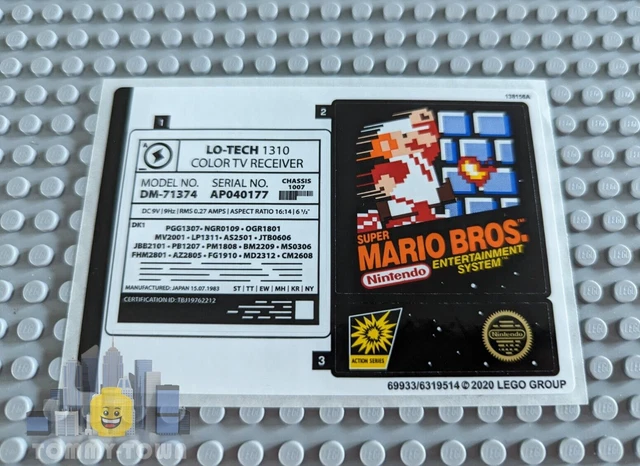 139158A
1
2
LO-TECH 1310
COLOR TV RECEIVER
MODEL NO.
DM-71374
SERIAL NO.
AP040177
CHASSIS
1007
DC 9V | 9Hz | RMS 0.27 AMPS | ASPECT RATIO 16:14 | 6 ½"
DK1
PGG1307 • NGR0109 • OGR1801
MV2001 • LP1311 • AS2501 • JTB0606
JBE2101 • PB1207 • PM1808 • BM2209 • MS0306
FHM2801 • AZ2805 • FG1910 • MD2312 • CM2608
MANUFACTURED: JAPAN 15.07.1983
ST | TT | EW | MH | KR | NY
CERTIFICATION ID: TBJ19762212
SUPER
MARIO BROS.
Nintendo
ENTERTAINMENT
SYSTEM
3
ACTION SERIES
Nintendo
69933/6319514 © 2020 LEGO GROUP
TOMMY-TOWN